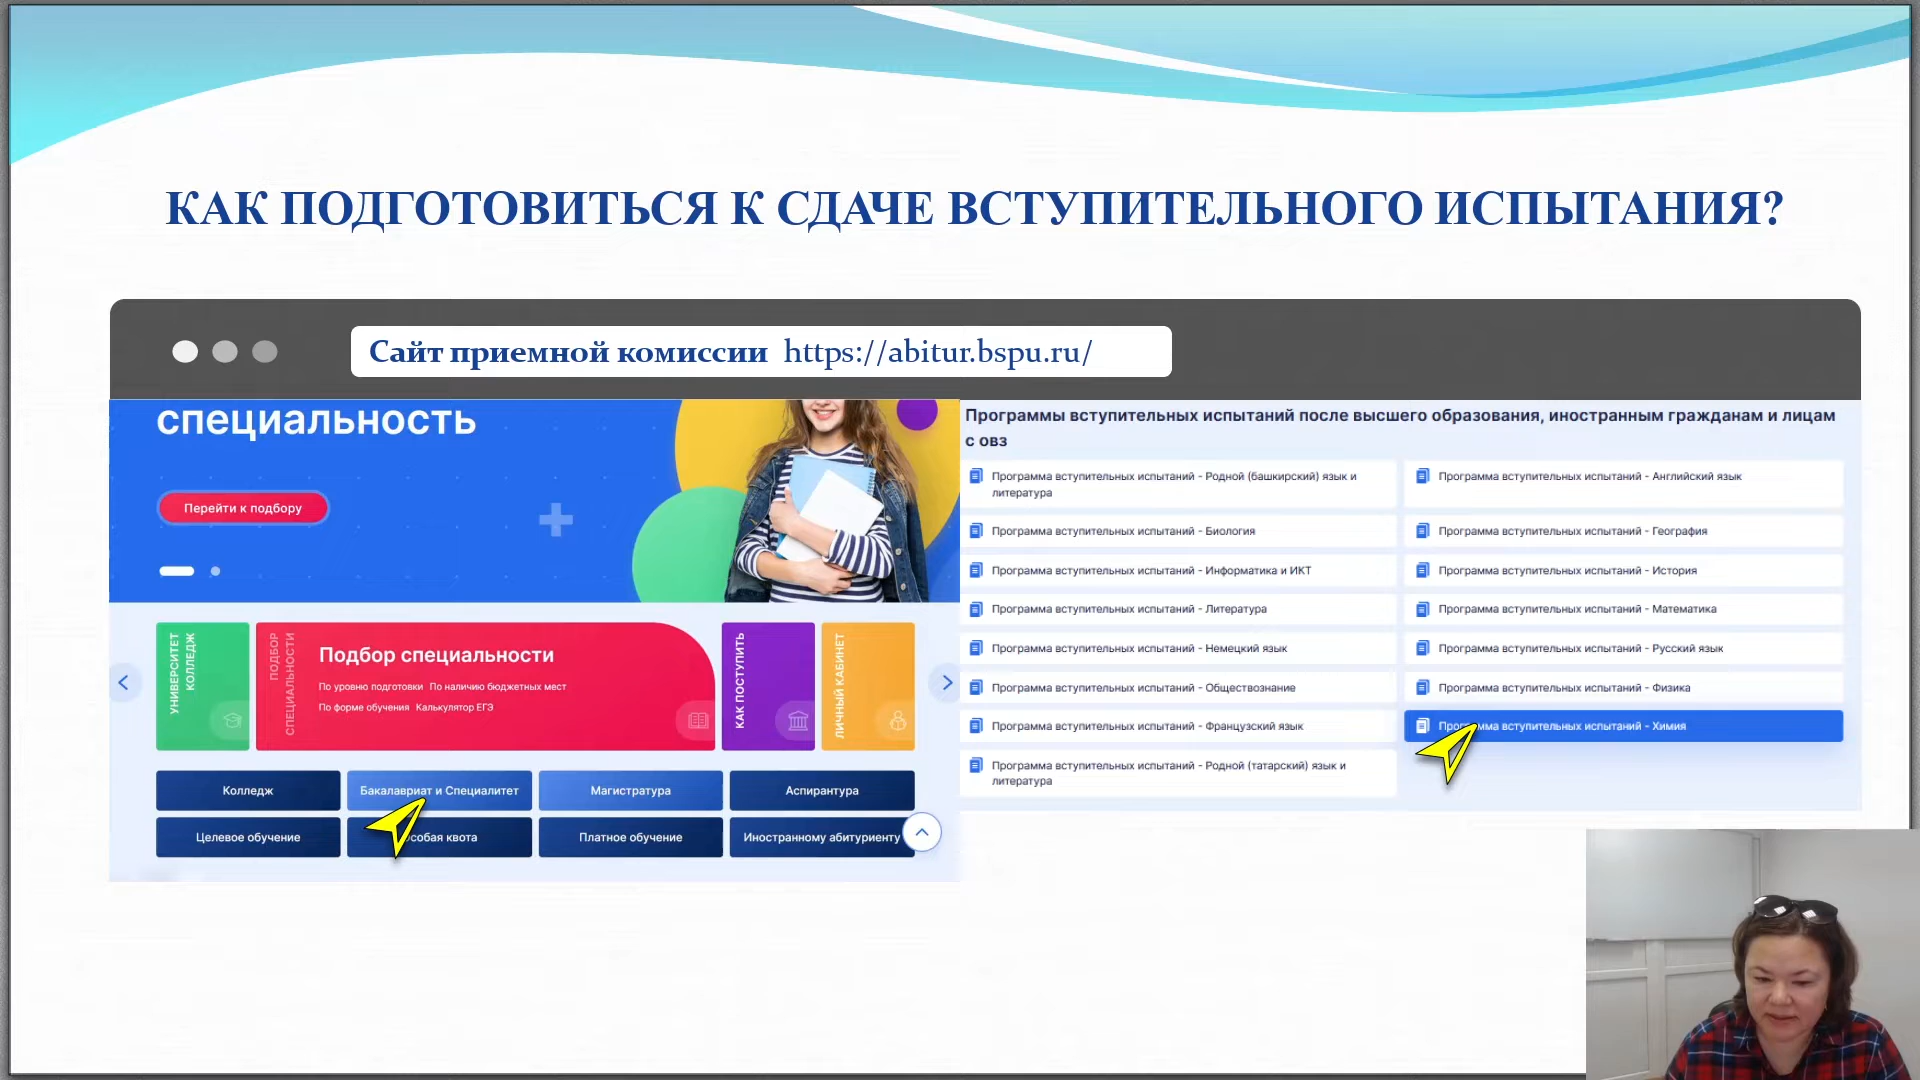 КАК ПОДГОТОВИТЬСЯ К СДАЧЕ ВСТУПИТЕЛЬНОГО ИСПЫТАНИЯ?
Сайт приемной комиссии https://abitur.bspu.ru/
специальность
Перейти к подбору
УНИВЕРСИТЕТ
КОЛЛЕДЖ
ПОДБОР
СПЕЦИАЛЬНОСТИ
Подбор специальности
По уровню подготовки По наличию бюджетных мест
По форме обучения Калькулятор ЕГЭ
КАК ПОСТУПИТЬ
ЛИЧНЫЙ КАБИНЕТ
Колледж
Бакалавриат и Специалитет
Магистратура
Аспирантура
Целевое обучение
собая квота
Платное обучение
Иностранному абитуриенту
Программы вступительных испытаний после высшего образования, иностранным гражданам и лицам
с овз
Программа вступительных испытаний - Родной (башкирский) язык и
литература
Программа вступительных испытаний - Английский язык
Программа вступительных испытаний - Биология
Программа вступительных испытаний - География
Программа вступительных испытаний - Информатика и ИКТ
Программа вступительных испытаний - История
Программа вступительных испытаний - Литература
Программа вступительных испытаний - Математика
Программа вступительных испытаний - Немецкий язык
Программа вступительных испытаний - Русский язык
Программа вступительных испытаний - Обществознание
Программа вступительных испытаний - Физика
Программа вступительных испытаний - Французский язык
Программа вступительных испытаний - Химия
Программа вступительных испытаний - Родной (татарский) язык и
литература